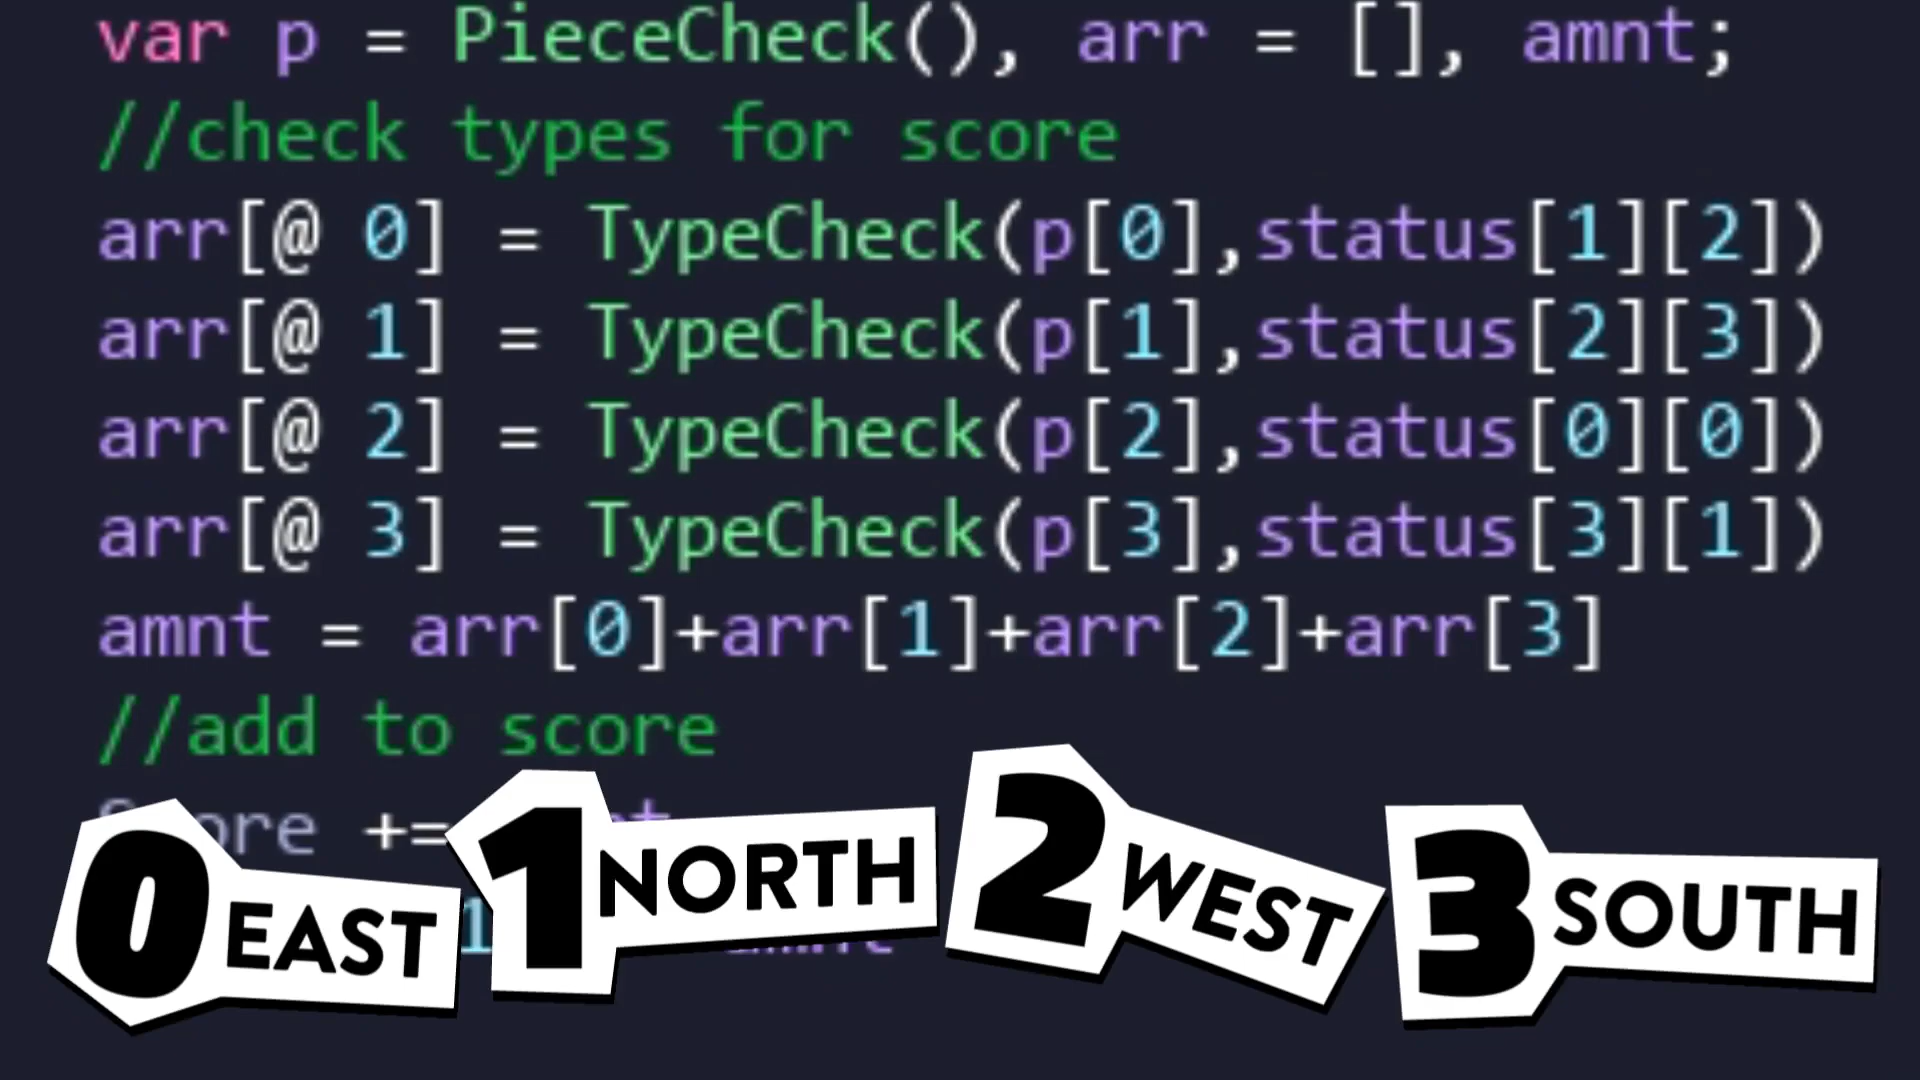 var p = PieceCheck(), arr = [], amnt;
//check types for score
arr[@ 0] = TypeCheck(p[0],status[1][2])
arr[@ 1] = TypeCheck(p[1],status[2][3])
arr[@ 2] = TypeCheck(p[2],status[0][0])
arr[@ 3] = TypeCheck(p[3],status[3][1])
amnt = arr[0]+arr[1]+arr[2]+arr[3]
//add to score
+=
0 EAST
1 NORTH
2 WEST
3 SOUTH